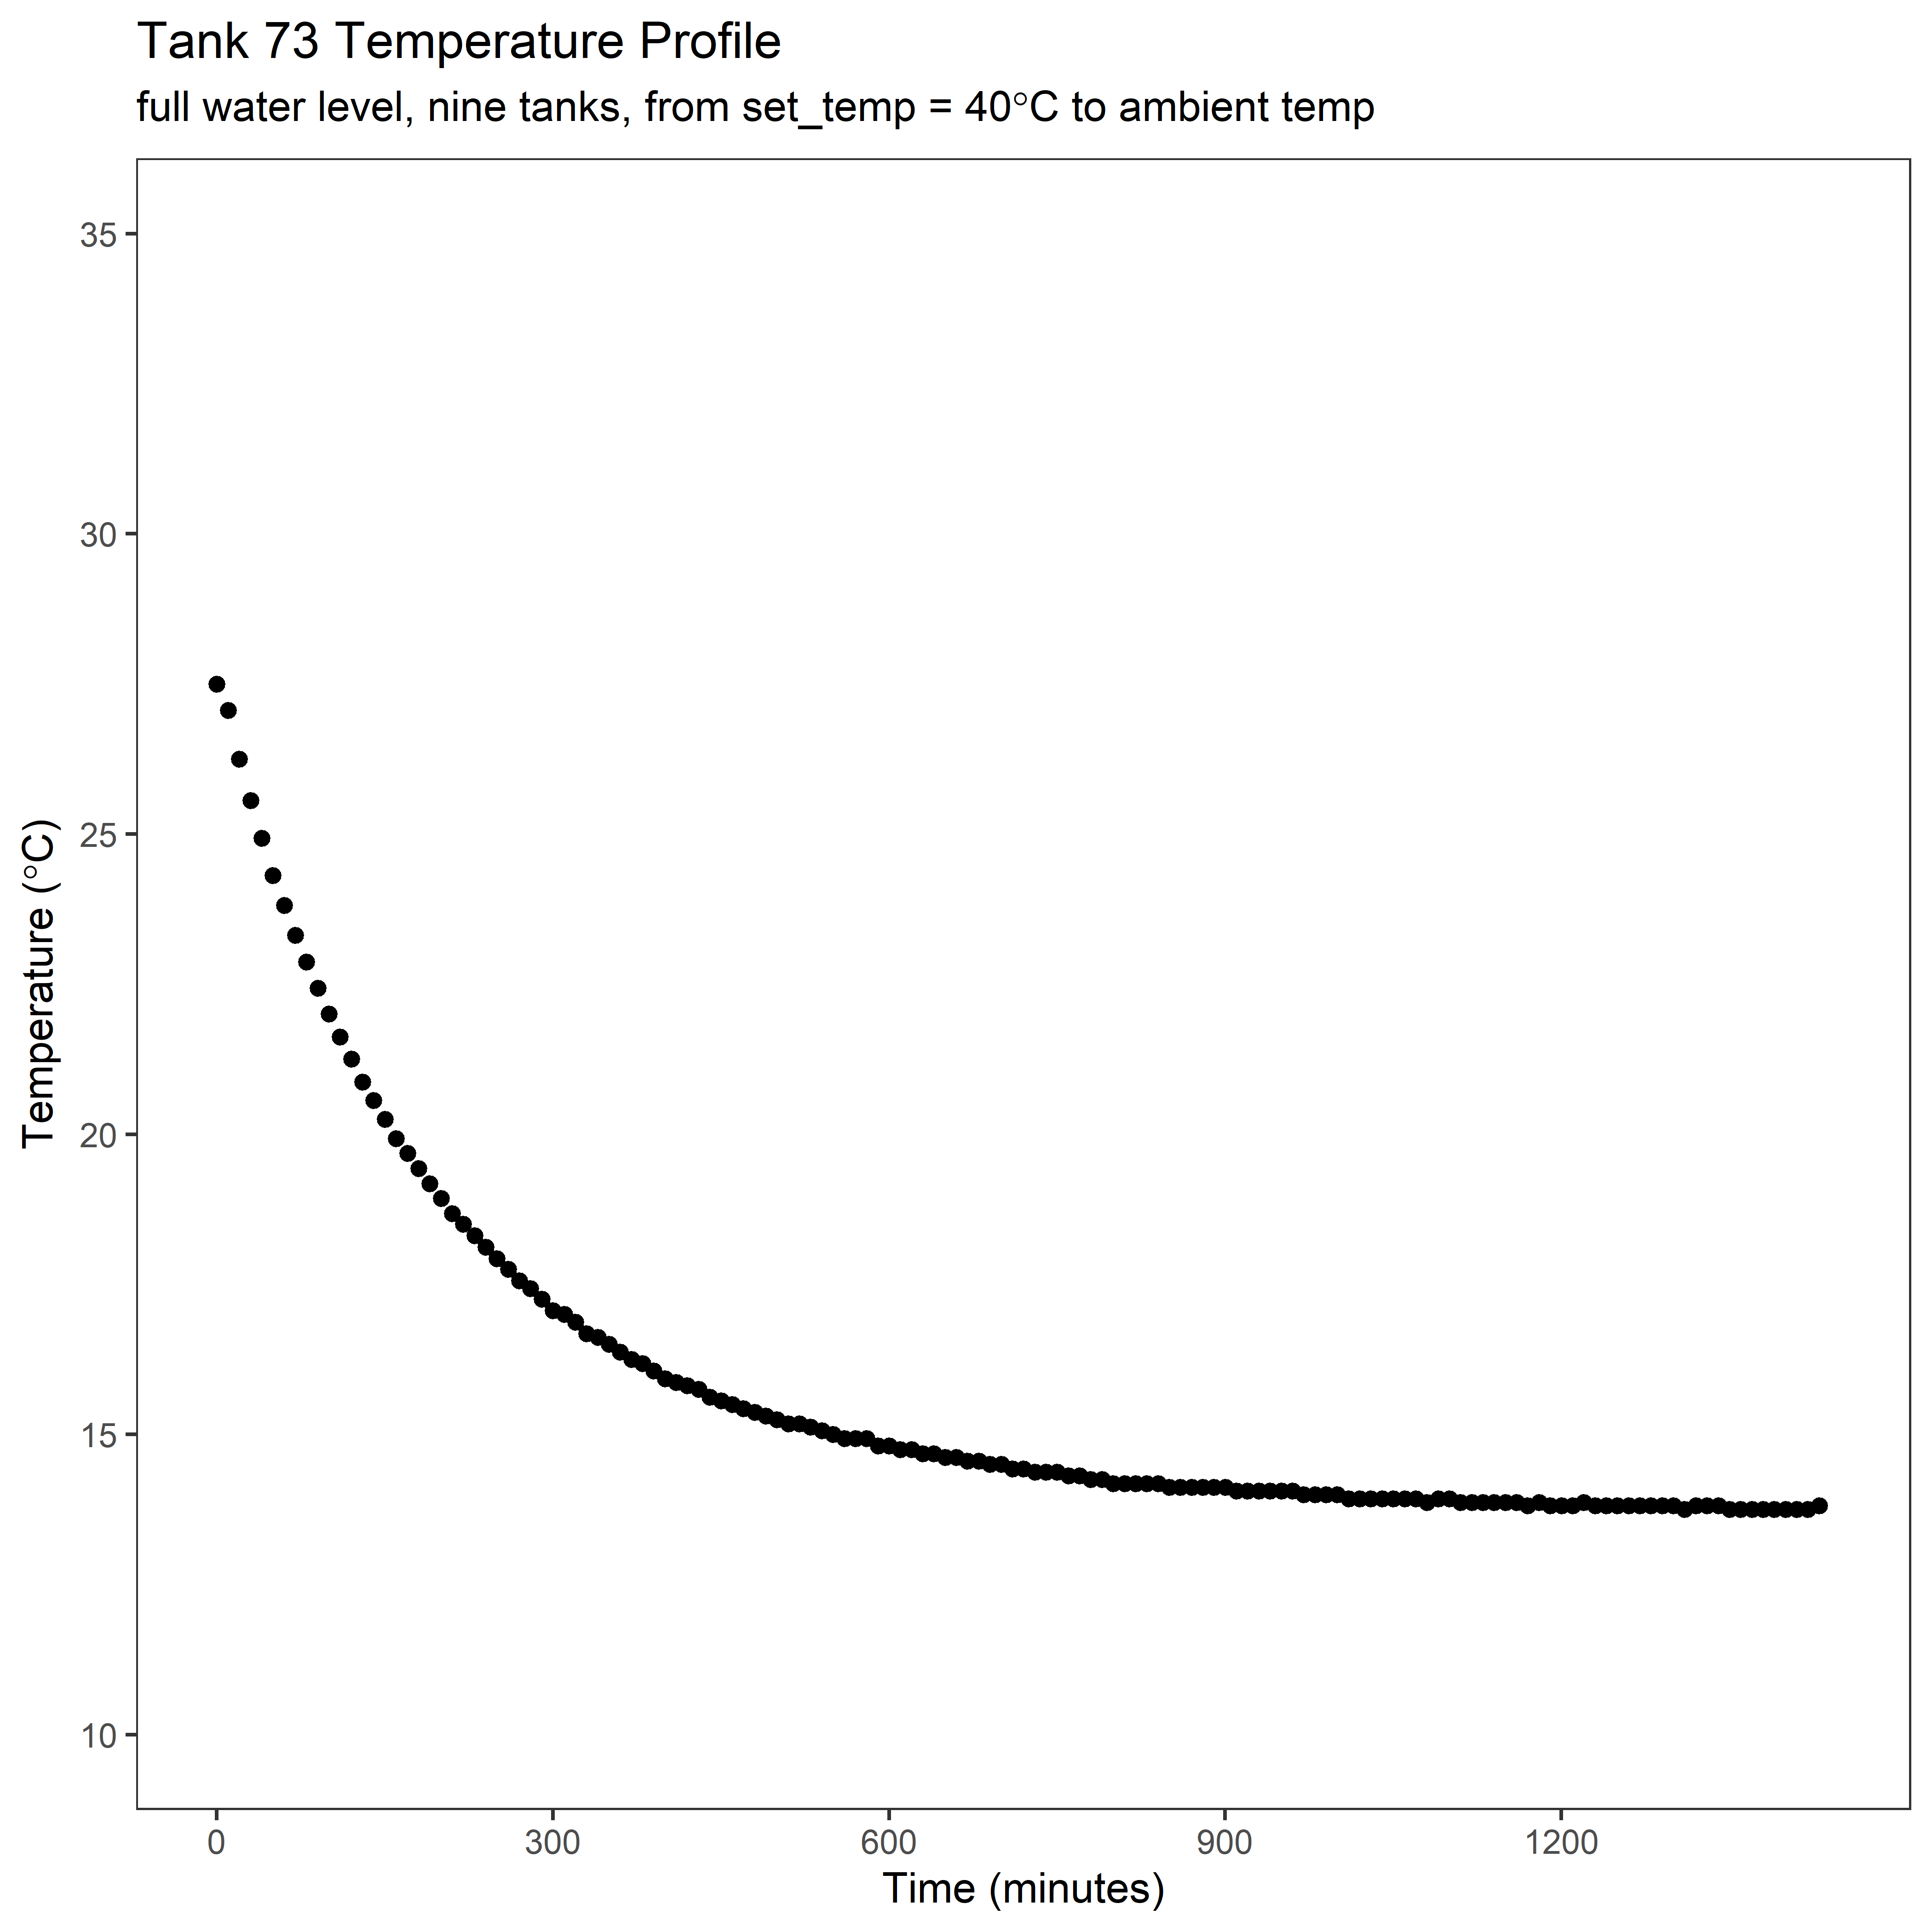 Tank 73 Temperature Profile
full water level, nine tanks, from set_temp = 40°C to ambient temp
35
30
25
20
15
10
Temperature (°C)
0 300 600 900 1200
Time (minutes)